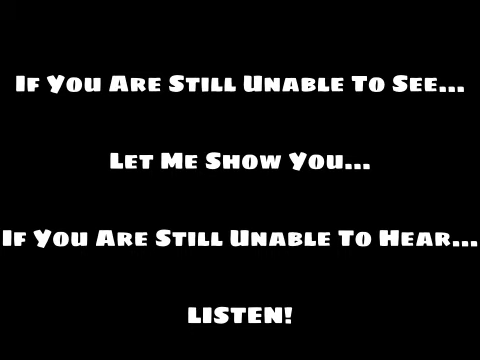 If You Are Still Unable To See...
Let Me Show You...
If You Are Still Unable To Hear...
LISTEN!